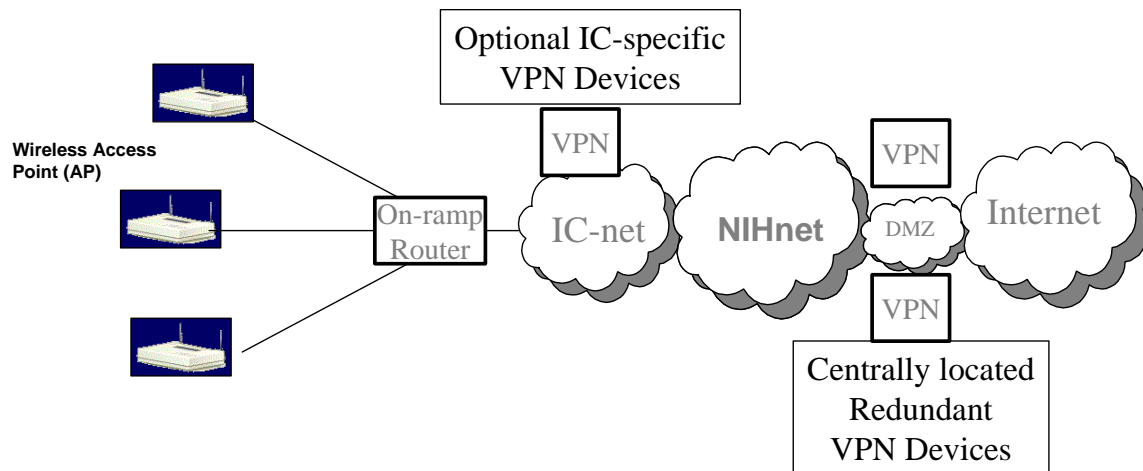 Optional IC-specific
VPN Devices
Wireless Access
Point (AP)
VPN
VPN
On-ramp
Router
IC-net
NIHnet
DMZ
Internet
VPN
Centrally located
Redundant
VPN Devices